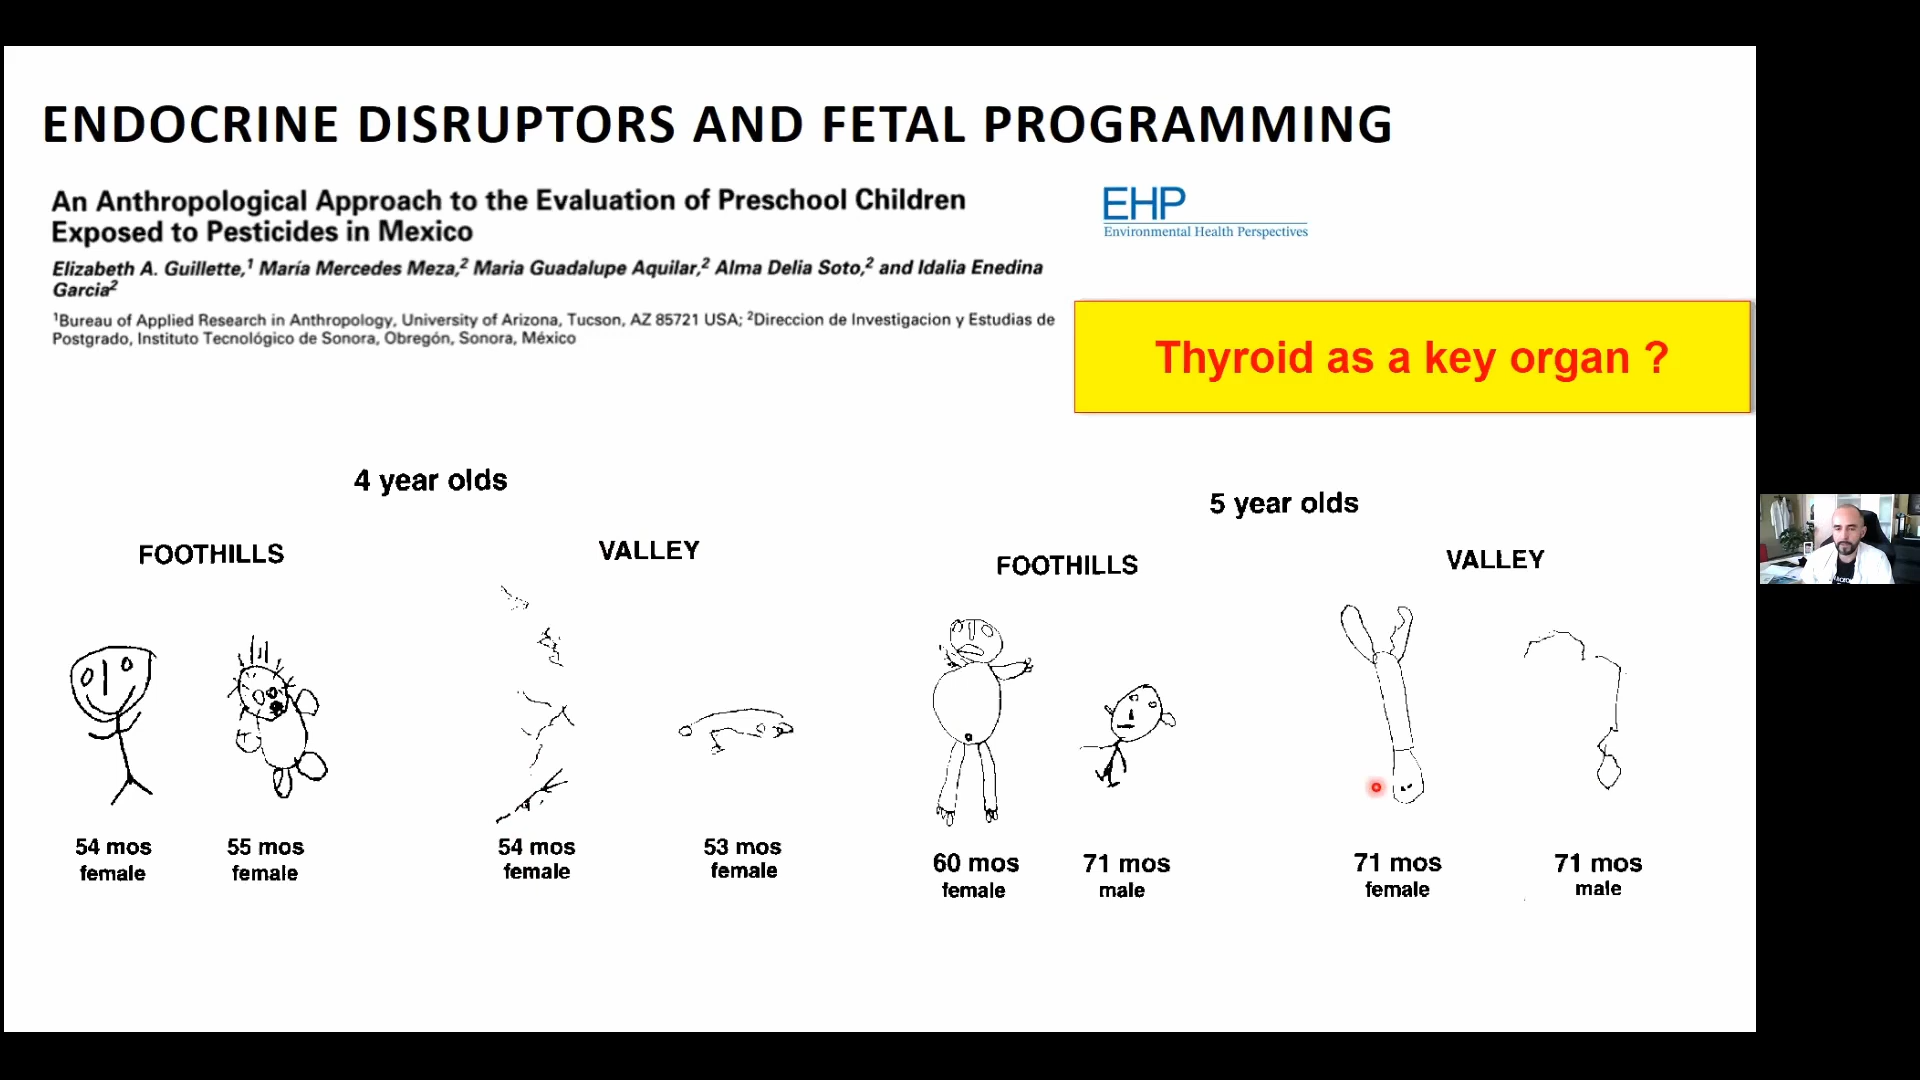 ENDOCRINE DISRUPTORS AND FETAL PROGRAMMING
An Anthropological Approach to the Evaluation of Preschool Children
Exposed to Pesticides in Mexico
Elizabeth A. Guillette,¹ María Mercedes Meza,² Maria Guadalupe Aquilar,² Alma Delia Soto,² and Idalia Enedina
Garcia²
¹Bureau of Applied Research in Anthropology, University of Arizona, Tucson, AZ 85721 USA; ²Direccion de Investigacion y Estudias de
Postgrado, Instituto Tecnológico de Sonora, Obregón, Sonora, México
EHP
Environmental Health Perspectives
Thyroid as a key organ ?
4 year olds
FOOTHILLS
VALLEY
54 mos
female
55 mos
female
54 mos
female
53 mos
female
5 year olds
FOOTHILLS
VALLEY
60 mos
female
71 mos
male
71 mos
female
71 mos
male